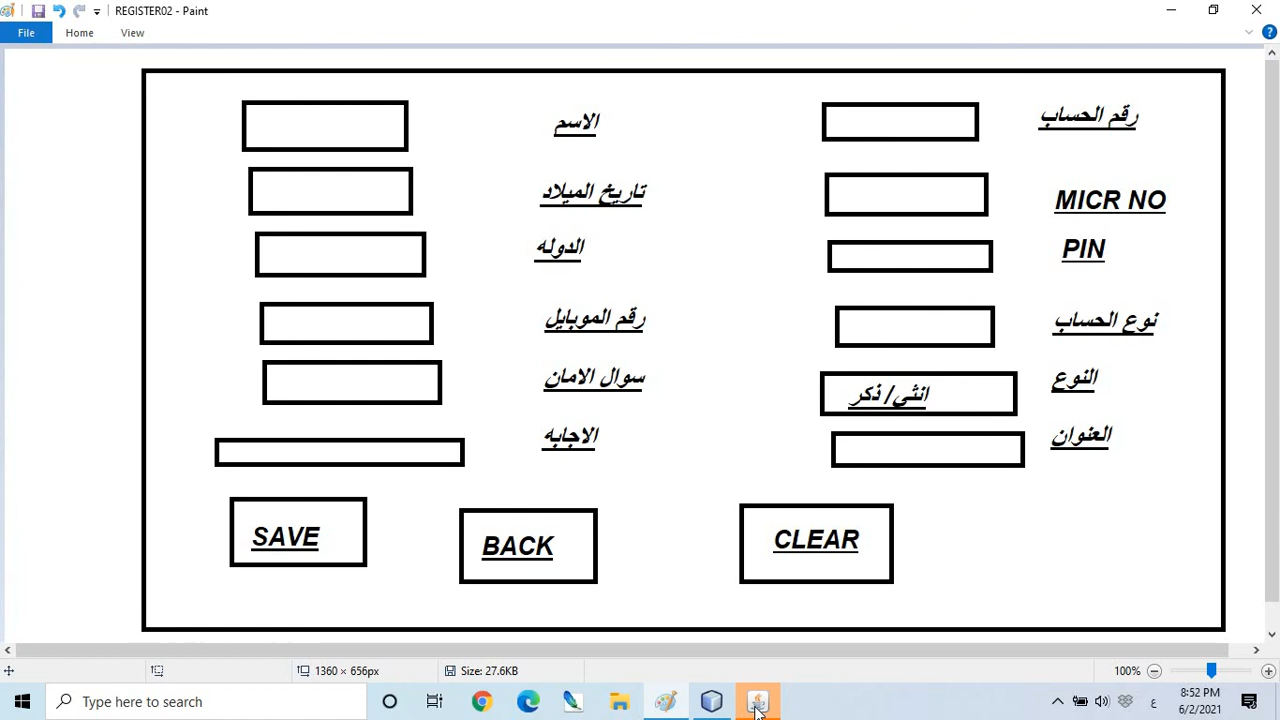 REGISTER02 - Paint
File
Home
View
رقم الحساب
الاسم
MICR NO
تاريخ الميلاد
PIN
الدوله
نوع الحساب
رقم الموبايل
النوع
انثي/ ذكر
سوال الامان
العنوان
الاجابه
SAVE
BACK
CLEAR
1360 × 656px
Size: 27.6KB
100%
Type here to search
ع
8:52 PM
6/2/2021